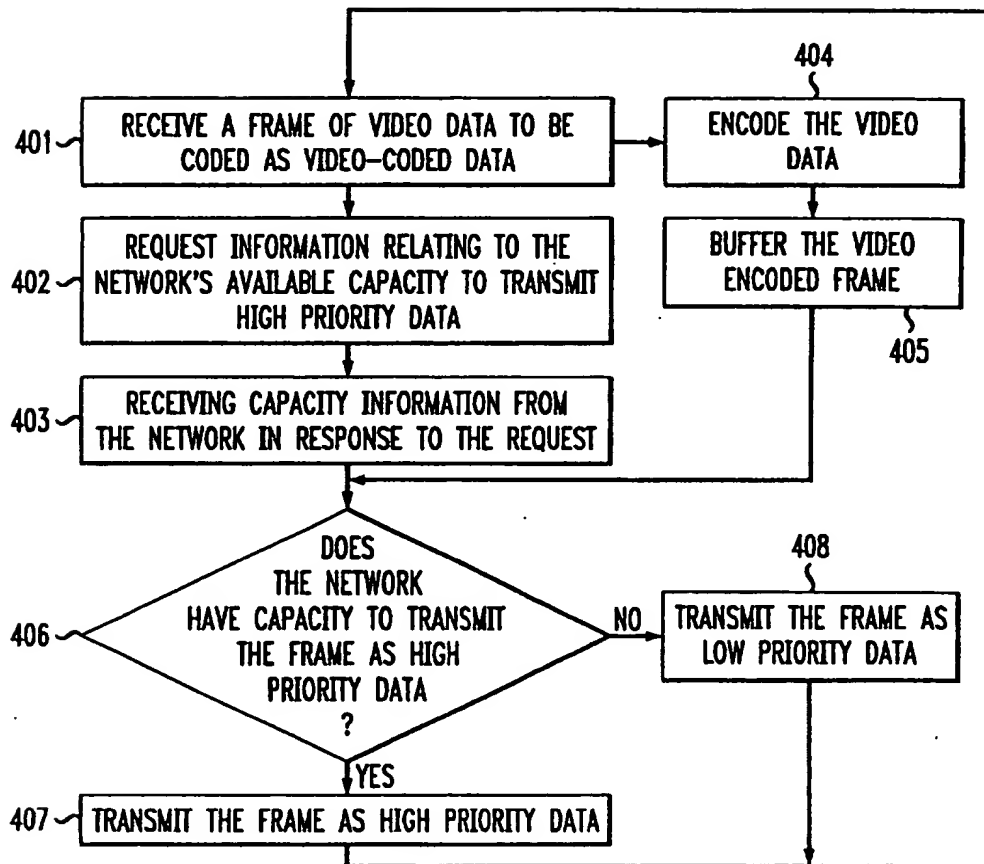 401
RECEIVE A FRAME OF VIDEO DATA TO BE
CODED AS VIDEO-CODED DATA
404
ENCODE THE VIDEO
DATA
402
REQUEST INFORMATION RELATING TO THE
NETWORK'S AVAILABLE CAPACITY TO TRANSMIT
HIGH PRIORITY DATA
BUFFER THE VIDEO
ENCODED FRAME
405
403
RECEIVING CAPACITY INFORMATION FROM
THE NETWORK IN RESPONSE TO THE REQUEST
406
DOES
THE NETWORK
HAVE CAPACITY TO TRANSMIT
THE FRAME AS HIGH
PRIORITY DATA
?
NO
408
TRANSMIT THE FRAME AS
LOW PRIORITY DATA
YES
407
TRANSMIT THE FRAME AS HIGH PRIORITY DATA